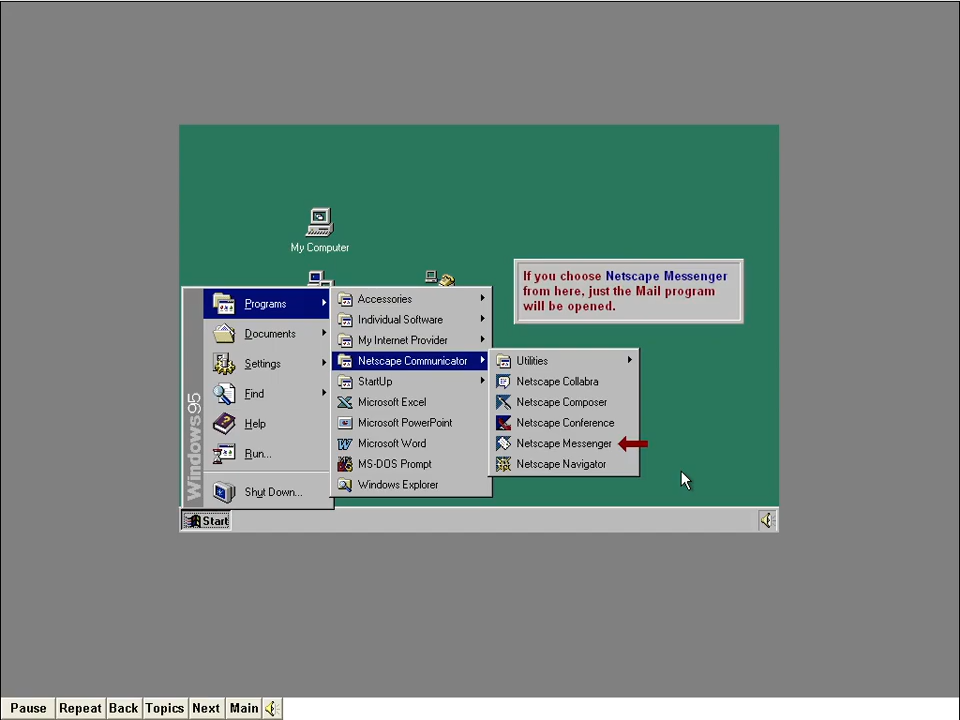 My Computer
If you choose Netscape Messenger
from here, just the Mail program
will be opened.
Windows95
Programs
Documents
Settings
Find
Help
Run...
Shut Down...
Accessories
Individual Software
My Internet Provider
Netscape Communicator
StartUp
Microsoft Excel
Microsoft PowerPoint
Microsoft Word
MS-DOS Prompt
Windows Explorer
Utilities
Netscape Collabra
Netscape Composer
Netscape Conference
Netscape Messenger
Netscape Navigator
Start
Pause Repeat Back Topics Next Main